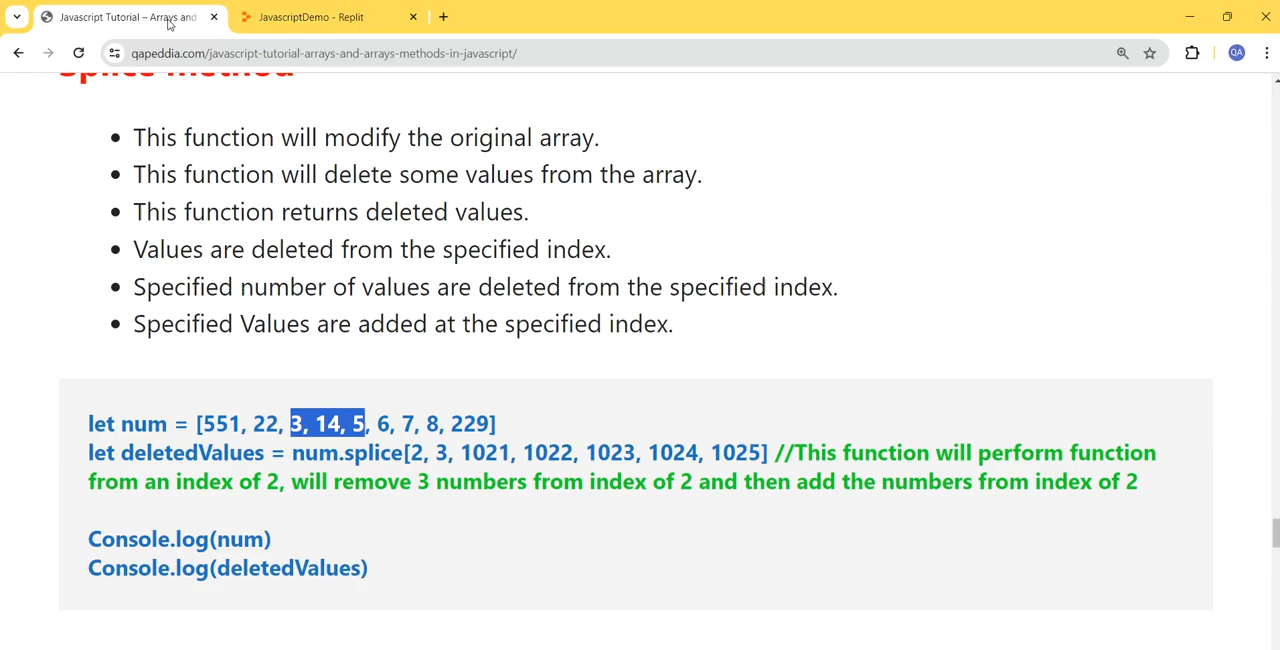 Javascript Tutorial – Arrays and
JavascriptDemo - Replit
qapeddia.com/javascript-tutorial-arrays-and-arrays-methods-in-javascript/
QA
Splice method
This function will modify the original array.
This function will delete some values from the array.
This function returns deleted values.
Values are deleted from the specified index.
Specified number of values are deleted from the specified index.
Specified Values are added at the specified index.
let num = [551, 22, 3, 14, 5, 6, 7, 8, 229]
let deletedValues = num.splice[2, 3, 1021, 1022, 1023, 1024, 1025] //This function will perform function
from an index of 2, will remove 3 numbers from index of 2 and then add the numbers from index of 2
Console.log(num)
Console.log(deletedValues)